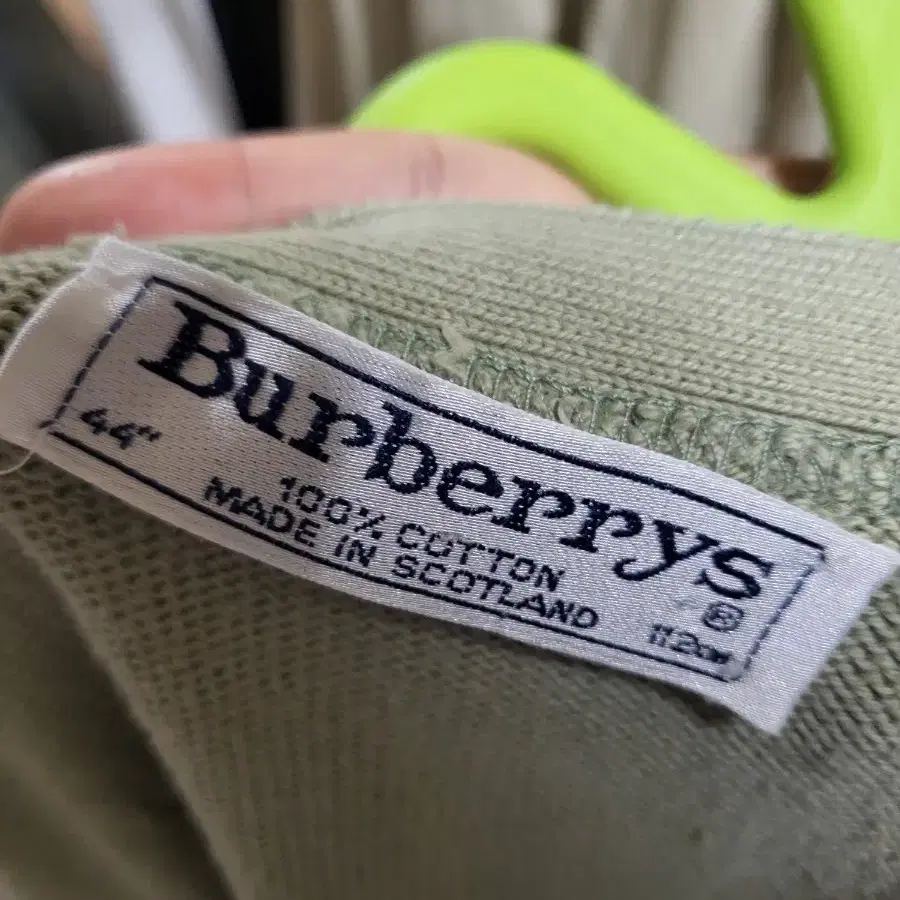 Burberrys®
44"
100% COTTON
MADE IN SCOTLAND
112cm